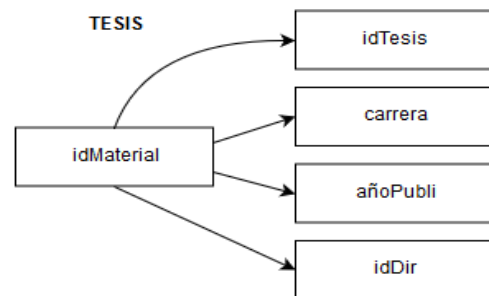 TESIS
idTesis
carrera
idMaterial
añoPubli
idDir